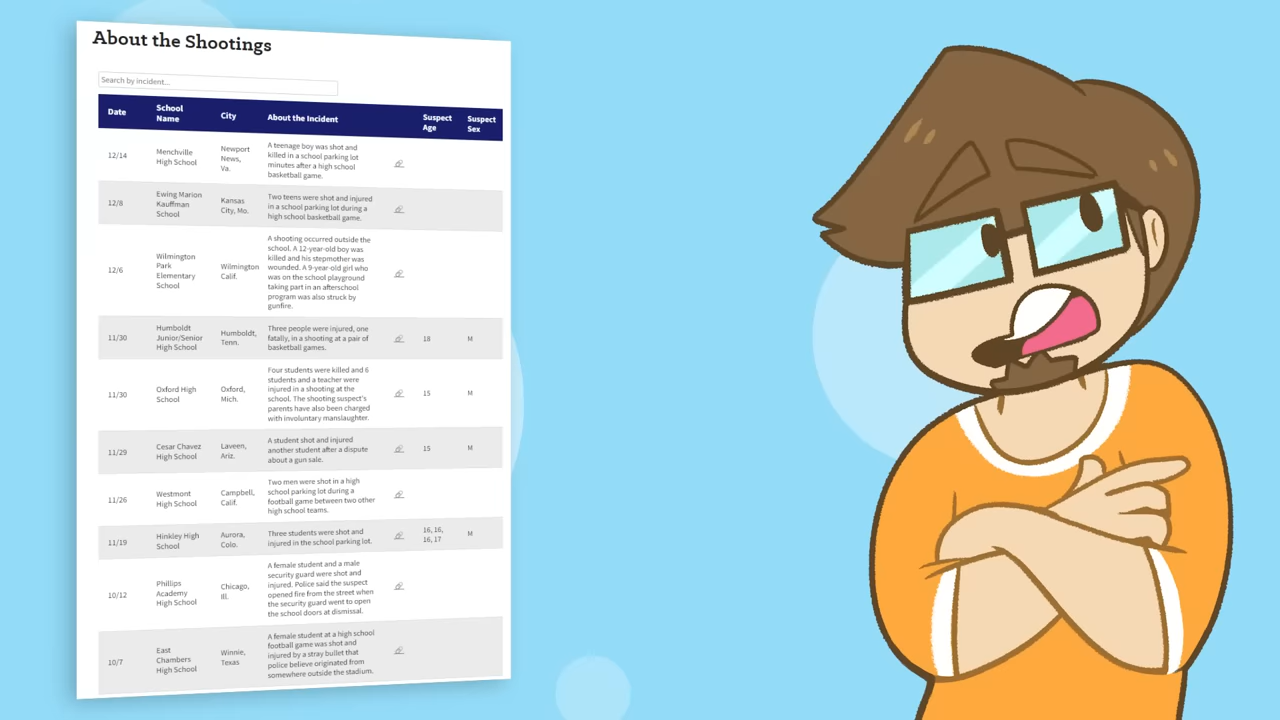 About the Shootings
Search by incident...
Date
School
Name
City
About the Incident
Suspect
Age
Suspect
Sex
12/14
Menchville
High School
Newport
News,
Va.
A teenage boy was shot and
killed in a school parking lot
minutes after a high school
basketball game.
12/8
Ewing Marion
Kauffman
School
Kansas
City, Mo.
Two teens were shot and injured
in a school parking lot during a
high school basketball game.
12/6
Wilmington
Park
Elementary
School
Wilmington
Calif.
A shooting occurred outside the
school. A 12-year-old boy was
killed and his stepmother was
wounded. A 9-year-old girl who
was on the school playground
taking part in an afterschool
program was also struck by
gunfire.
11/30
Humboldt
Junior/Senior
High School
Humboldt,
Tenn.
Three people were injured, one
fatally, in a shooting at a pair of
basketball games.
18
M
11/30
Oxford High
School
Oxford,
Mich.
Four students were killed and 6
students and a teacher were
injured in a shooting at the
school. The shooting suspect's
parents have also been charged
with involuntary manslaughter.
15
M
11/29
Cesar Chavez
High School
Laveen,
Ariz.
A student shot and injured
another student after a dispute
about a gun sale.
15
M
11/26
Westmont
High School
Campbell,
Calif.
Two men were shot in a high
school parking lot during a
football game between two other
high school teams.
11/19
Hinkley High
School
Aurora,
Colo.
Three students were shot and
injured in the school parking lot.
16, 16,
16, 17
M
10/12
Phillips
Academy
High School
Chicago,
Ill.
A female student and a male
security guard were shot and
injured. Police said the suspect
opened fire from the street when
the security guard went to open
the school doors at dismissal.
10/7
East
Chambers
High School
Winnie,
Texas
A female student at a high school
football game was shot and
injured by a stray bullet that
police believe originated from
somewhere outside the stadium.